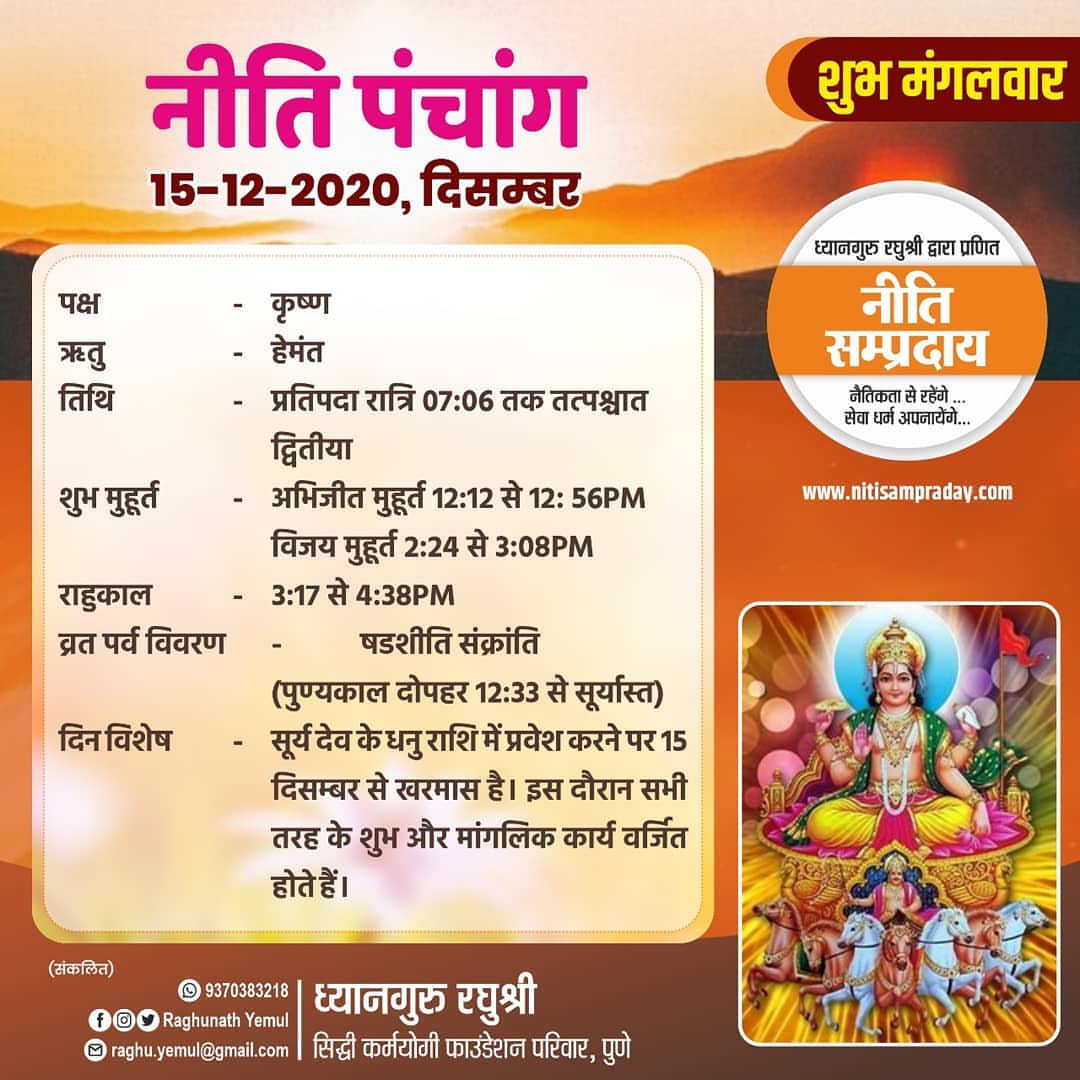 नीति पंचांग
15-12-2020, दिसम्बर
शुभ मंगलवार
ध्यानगुरु रघुश्री द्वारा प्रणित
नीति
सम्प्रदाय
नैतिकता से रहेंगे ...
सेवा धर्म अपनायेंगे...
www.nitisampraday.com
पक्ष - कृष्ण
ऋतु - हेमंत
तिथि - प्रतिपदा रात्रि 07:06 तक तत्पश्चात
द्वितीया
शुभ मुहूर्त - अभिजीत मुहूर्त 12:12 से 12: 56PM
विजय मुहूर्त 2:24 से 3:08PM
राहुकाल - 3:17 से 4:38PM
व्रत पर्व विवरण - षडशीति संक्रांति
(पुण्यकाल दोपहर 12:33 से सूर्यास्त)
दिन विशेष - सूर्य देव के धनु राशि में प्रवेश करने पर 15
दिसम्बर से खरमास है। इस दौरान सभी
तरह के शुभ और मांगलिक कार्य वर्जित
होते हैं।
(संकलित)
9370383218
Raghunath Yemul
raghu.yemul@gmail.com
ध्यानगुरु रघुश्री
सिद्धी कर्मयोगी फाउंडेशन परिवार, पुणे